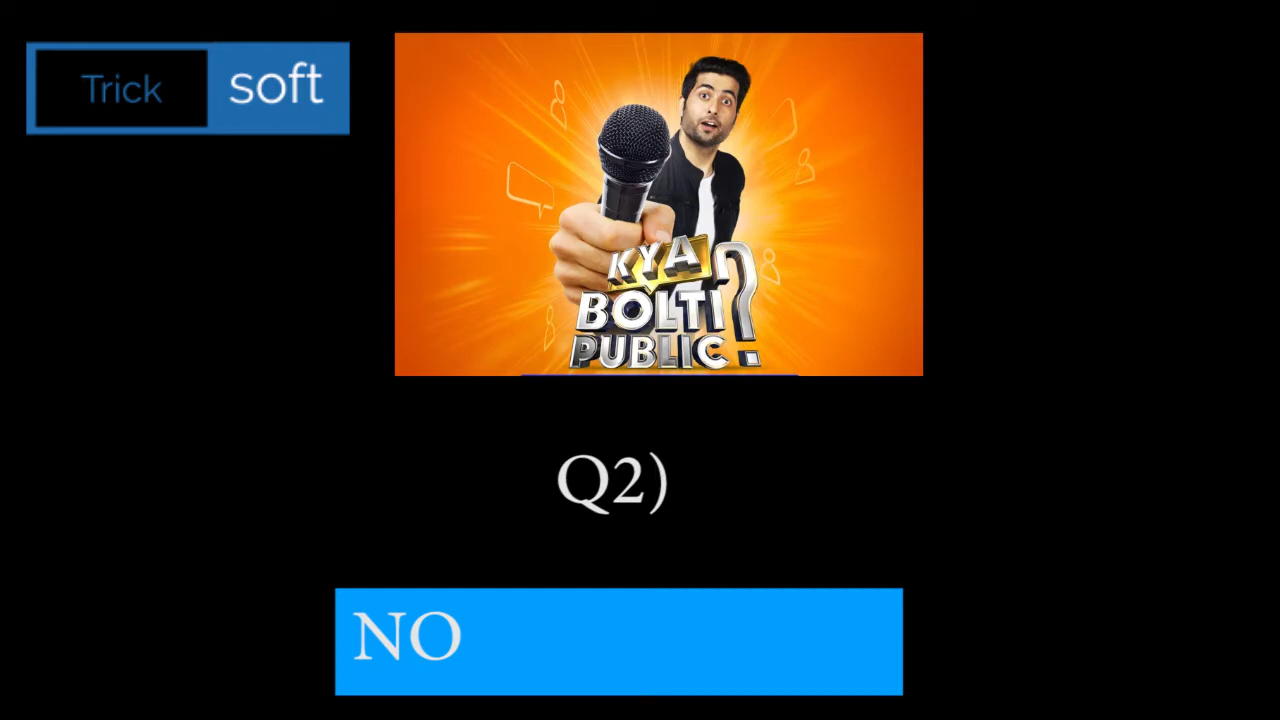 Trick soft
KYA
BOLTI
PUBLIC?
Q2)
NO